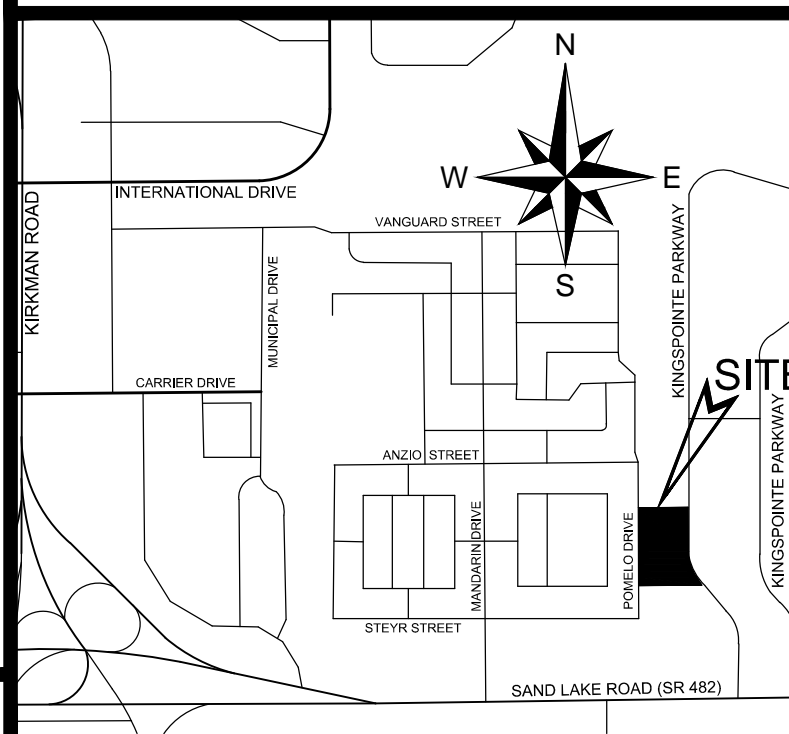 N
W E
S
INTERNATIONAL DRIVE
KIRKMAN ROAD
VANGUARD STREET
MUNICIPAL DRIVE
KINGSPOINTE PARKWAY
CARRIER DRIVE
SITE
KINGSPOINTE PARKWAY
ANZIO STREET
MANDARIN DRIVE
POMELO DRIVE
STEYR STREET
SAND LAKE ROAD (SR 482)